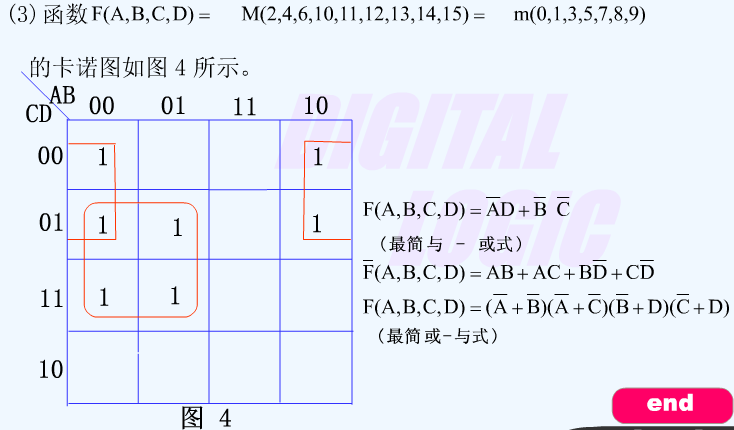 (3) 函数F(A,B,C,D)= M(2,4,6,10,11,12,13,14,15)= m(0,1,3,5,7,8,9)
的卡诺图如图4所示。
DIGITAL
LOGIC
AB
CD
00 01 11 10
00 1 1
01 1 1 1
11 1 1
10
F(A,B,C,D)=A̅D+B̅ C̅
(最简与 - 或式)
F̅(A,B,C,D)=AB+AC+BD̅+CD̅
F(A,B,C,D)=(A̅+B̅)(A̅+C̅)(B̅+D)(C̅+D)
(最简或-与式)
图 4
end